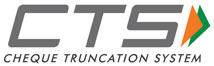 CTS
CHEQUE TRUNCATION SYSTEM